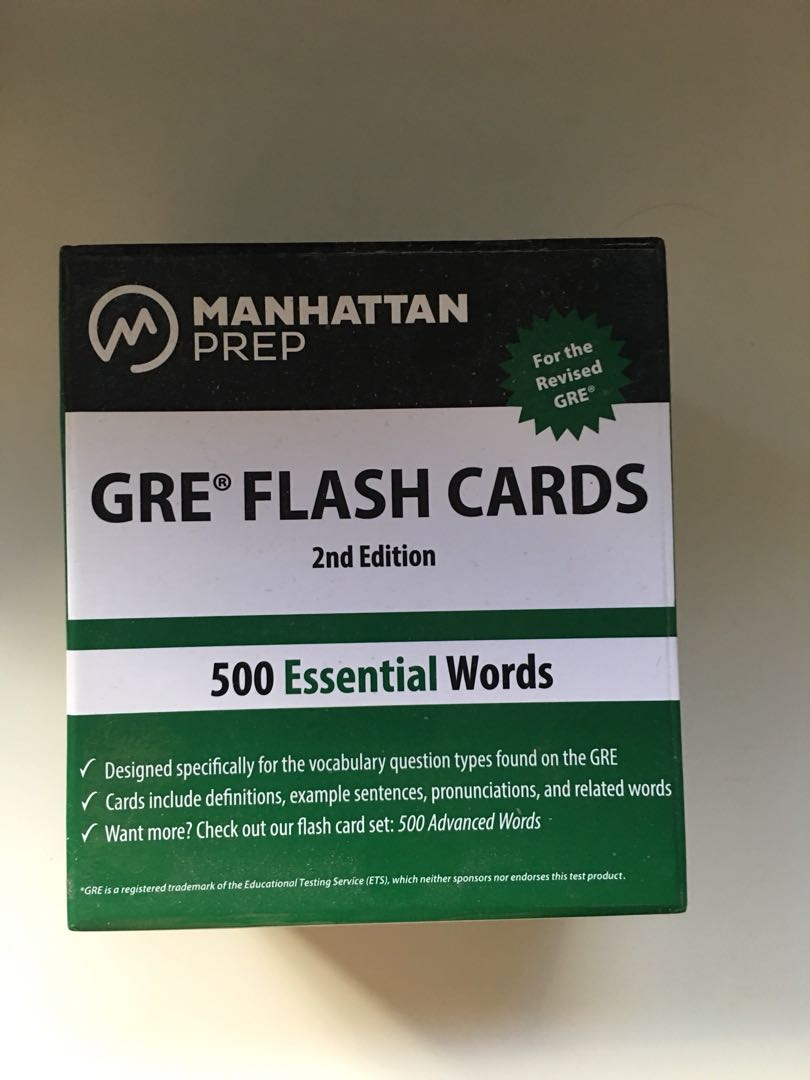 MANHATTAN
PREP
For the
Revised
GRE®
GRE® FLASH CARDS
2nd Edition
500 Essential Words
✓ Designed specifically for the vocabulary question types found on the GRE
✓ Cards include definitions, example sentences, pronunciations, and related words
✓ Want more? Check out our flash card set: 500 Advanced Words
*GRE is a registered trademark of the Educational Testing Service (ETS), which neither sponsors nor endorses this test product.